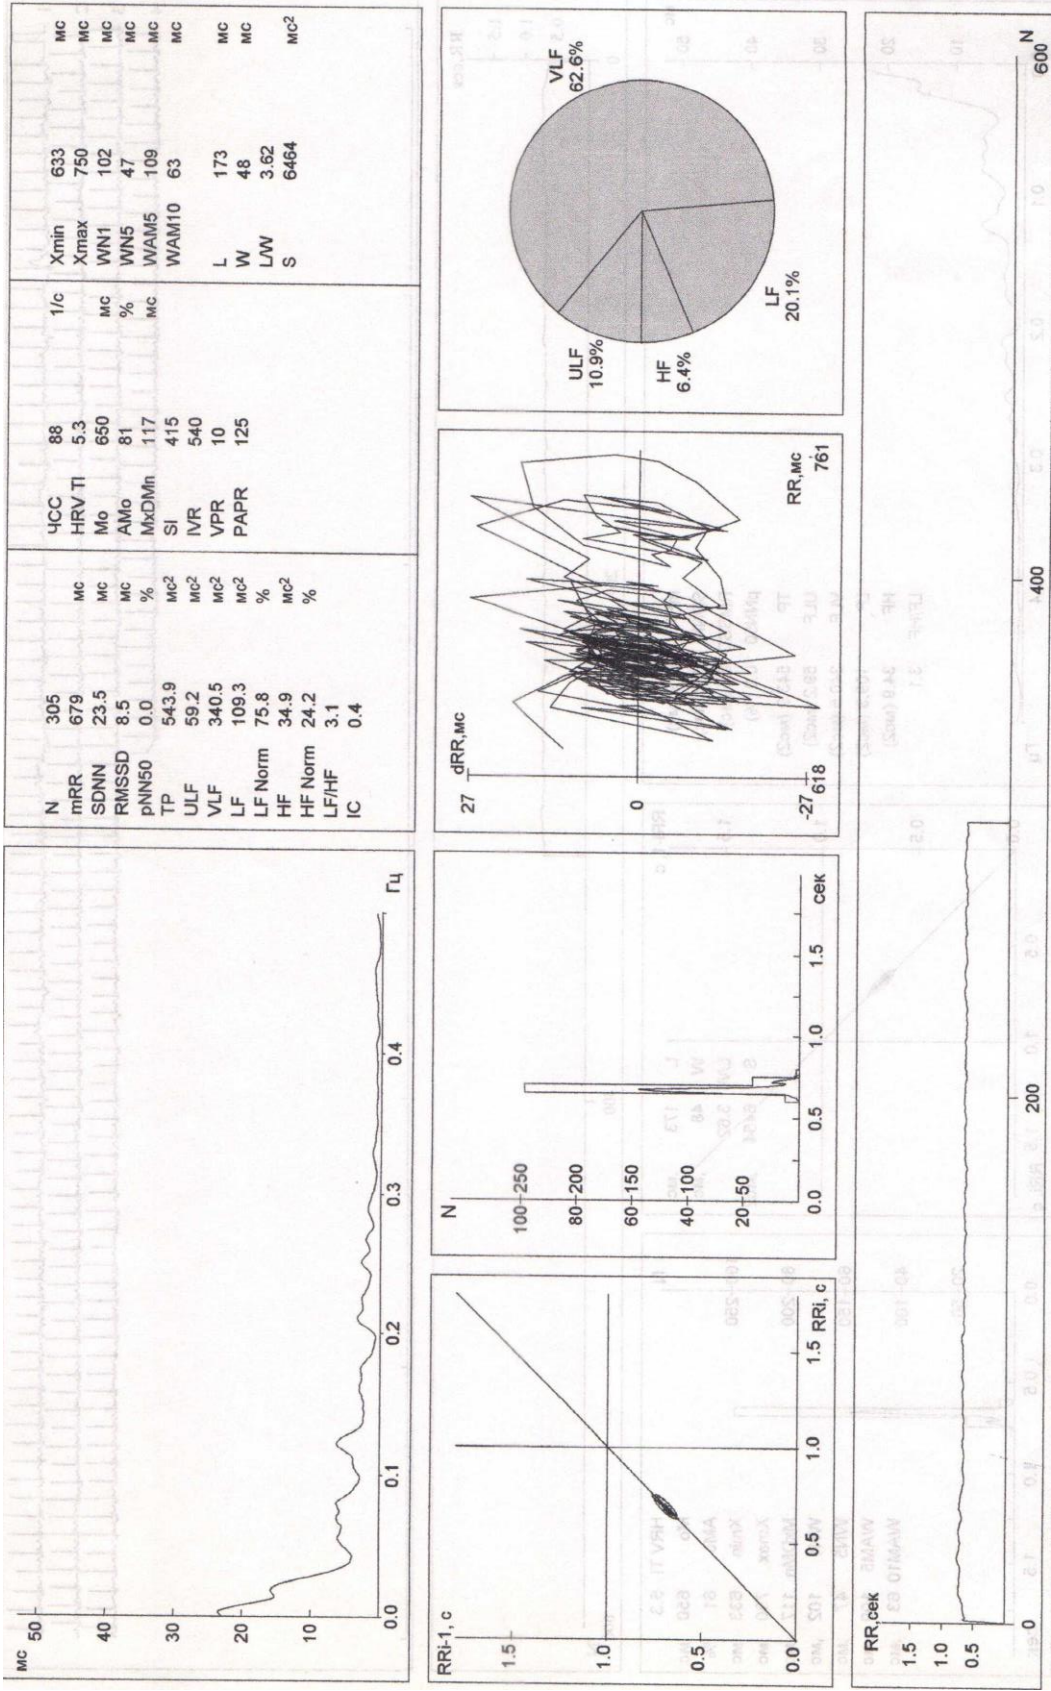 мс
50
40
30
20
10
0
0.0
0.1
0.2
0.3
0.4
Гц
N 305
mRR 679 мс
SDNN 23.5 мс
RMSSD 8.5 мс
pNN50 0.0 %
TP 543.9 мс²
ULF 59.2 мс²
VLF 340.5 мс²
LF 109.3 мс²
LF Norm 75.8 %
HF 34.9 мс²
HF Norm 24.2 %
LF/HF 3.1
IC 0.4
ЧСС 88 1/с
HRV TI 5.3
Mo 650 мс
AMo 81 %
MxDMn 117 мс
SI 415
IVR 540
VPR 10
PAPR 125
Xmin 633 мс
Xmax 750 мс
WN1 102 мс
WN5 47 мс
WAM5 109 мс
WAM10 63 мс
L 173 мс
W 48 мс
L/W 3.62
S 6464 мс²
RRi-1, с
1.5
1.0
0.5
0.0
0.5
1.0
1.5 RRi, с
N
100–250
80–200
60–150
40–100
20–50
0.0
0.5
1.0
1.5
сек
dRR,мс
27
0
-27
618
RR,мс
761
VLF
62.6%
ULF
10.9%
HF
6.4%
LF
20.1%
RR,сек
1.5
1.0
0.5
0
200
400
600 N